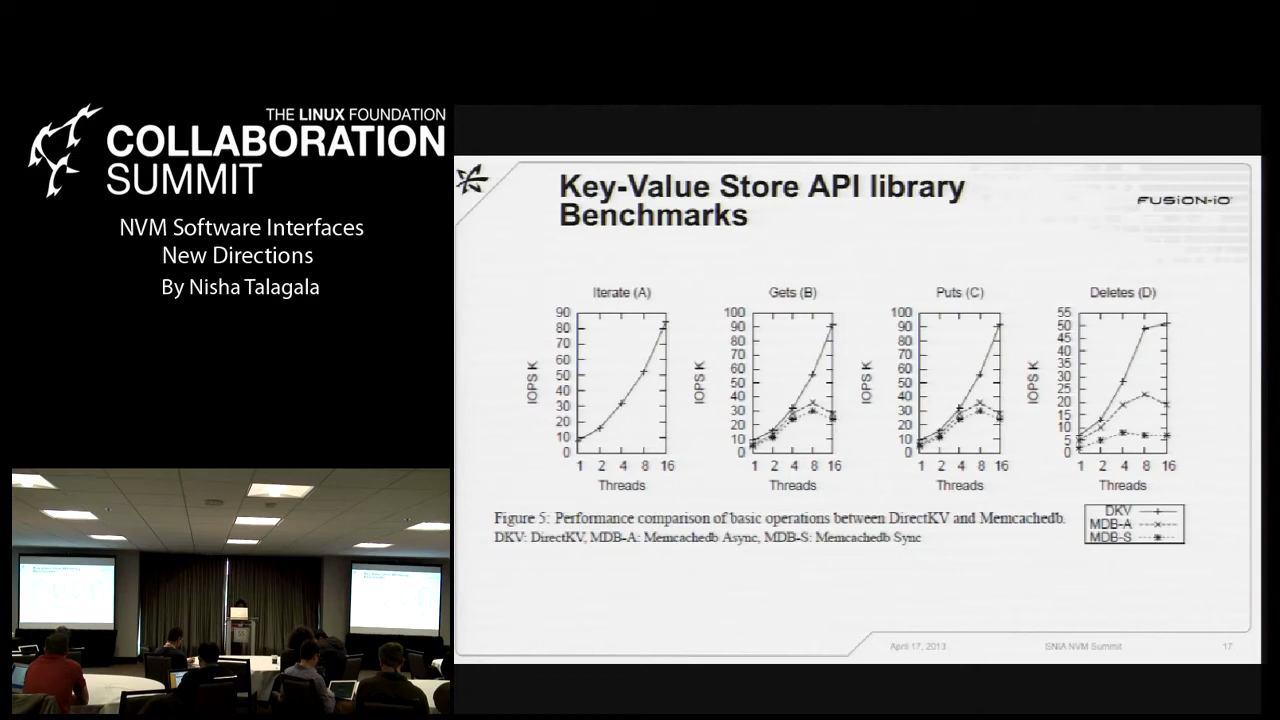 THE LINUX FOUNDATION
COLLABORATION
SUMMIT
NVM Software Interfaces
New Directions
By Nisha Talagala
Key-Value Store API library
Benchmarks
FUSiON-iO
Iterate (A)
IOPS K
90
80
70
60
50
40
30
20
10
0
1 2 4 8 16
Threads
Gets (B)
IOPS K
100
90
80
70
60
50
40
30
20
10
0
1 2 4 8 16
Threads
Puts (C)
IOPS K
100
90
80
70
60
50
40
30
20
10
0
1 2 4 8 16
Threads
Deletes (D)
IOPS K
55
50
45
40
35
30
25
20
15
10
5
0
1 2 4 8 16
Threads
Figure 5: Performance comparison of basic operations between DirectKV and Memcachedb.
DKV: DirectKV, MDB-A: Memcachedb Async, MDB-S: Memcachedb Sync
DKV
MDB-A
MDB-S
April 17, 2013
SNIA NVM Summit
17